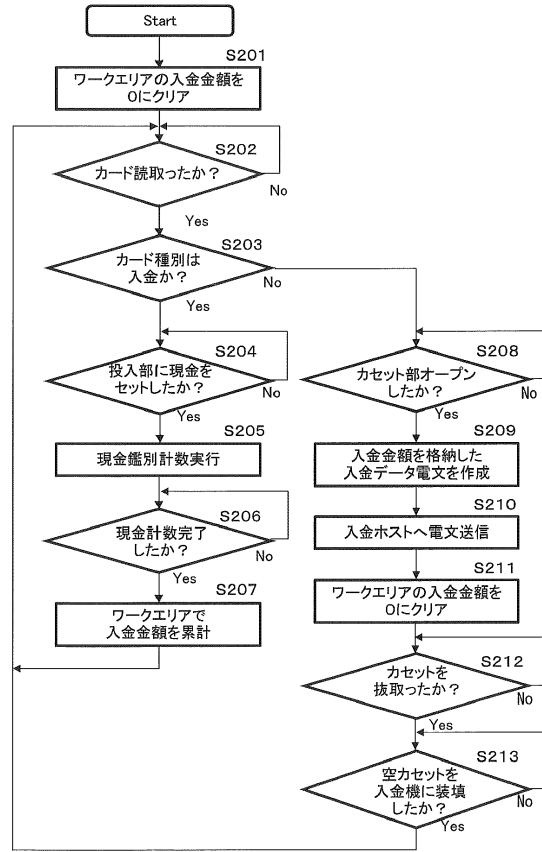 Start
S201
ワークエリアの入金金額を
0にクリア
S202
カード読取ったか？
No
Yes
S203
カード種別は
入金か？
No
Yes
S204
投入部に現金を
セットしたか？
No
Yes
S205
現金鑑別計数実行
S206
現金計数完了
したか？
No
Yes
S207
ワークエリアで
入金金額を累計
S208
カセット部オープン
したか？
No
Yes
S209
入金金額を格納した
入金データ電文を作成
S210
入金ホストへ電文送信
S211
ワークエリアの入金金額を
0にクリア
S212
カセットを
抜取ったか？
No
Yes
S213
空カセットを
入金機に装填
したか？
No
Yes